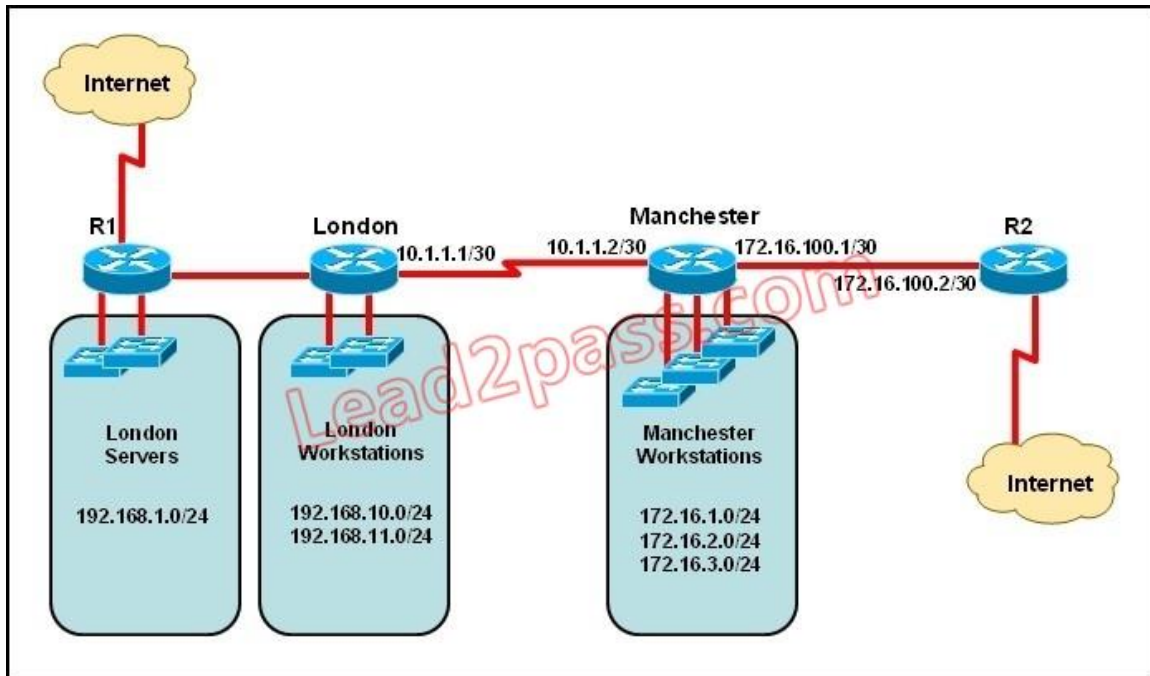 Internet
R1
London
10.1.1.1/30
Manchester
10.1.1.2/30
172.16.100.1/30
R2
172.16.100.2/30
Lead2pass.com
London
Servers
192.168.1.0/24
London
Workstations
192.168.10.0/24
192.168.11.0/24
Manchester
Workstations
172.16.1.0/24
172.16.2.0/24
172.16.3.0/24
Internet